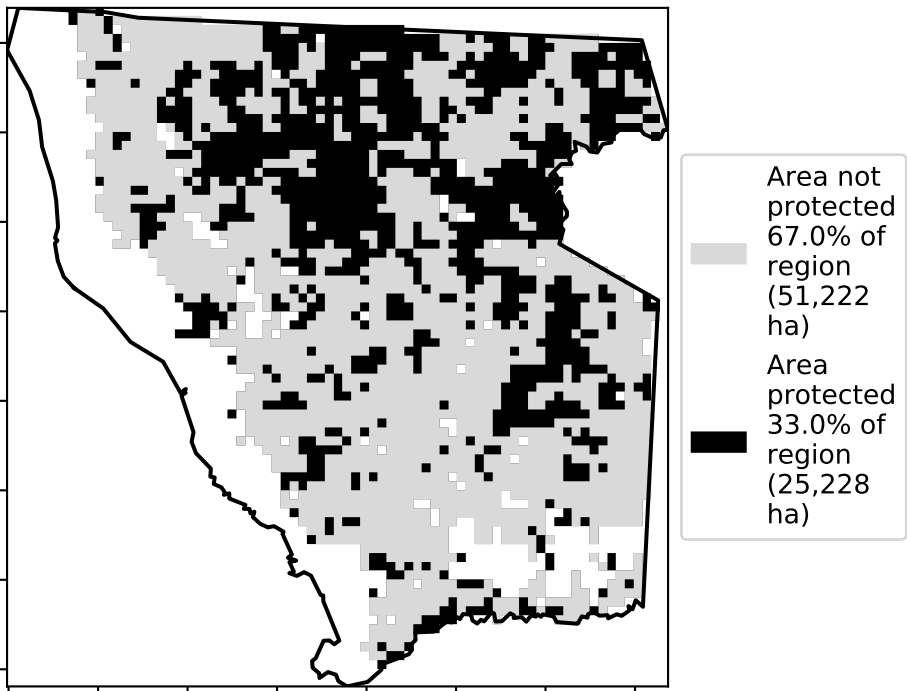 Area not
protected
67.0% of
region
(51,222
ha)
Area
protected
33.0% of
region
(25,228
ha)